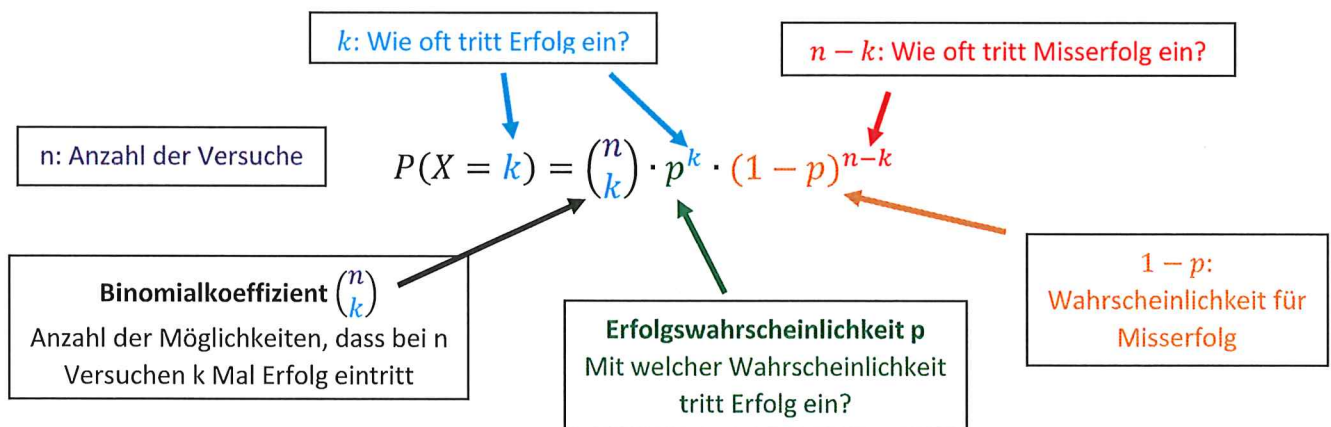 k: Wie oft tritt Erfolg ein?
n − k: Wie oft tritt Misserfolg ein?
n: Anzahl der Versuche
P(X = k) = (n k) · p^k · (1 − p)^{n−k}
Binomialkoeffizient (n k)
Anzahl der Möglichkeiten, dass bei n
Versuchen k Mal Erfolg eintritt
Erfolgswahrscheinlichkeit p
Mit welcher Wahrscheinlichkeit
tritt Erfolg ein?
1 − p:
Wahrscheinlichkeit für
Misserfolg